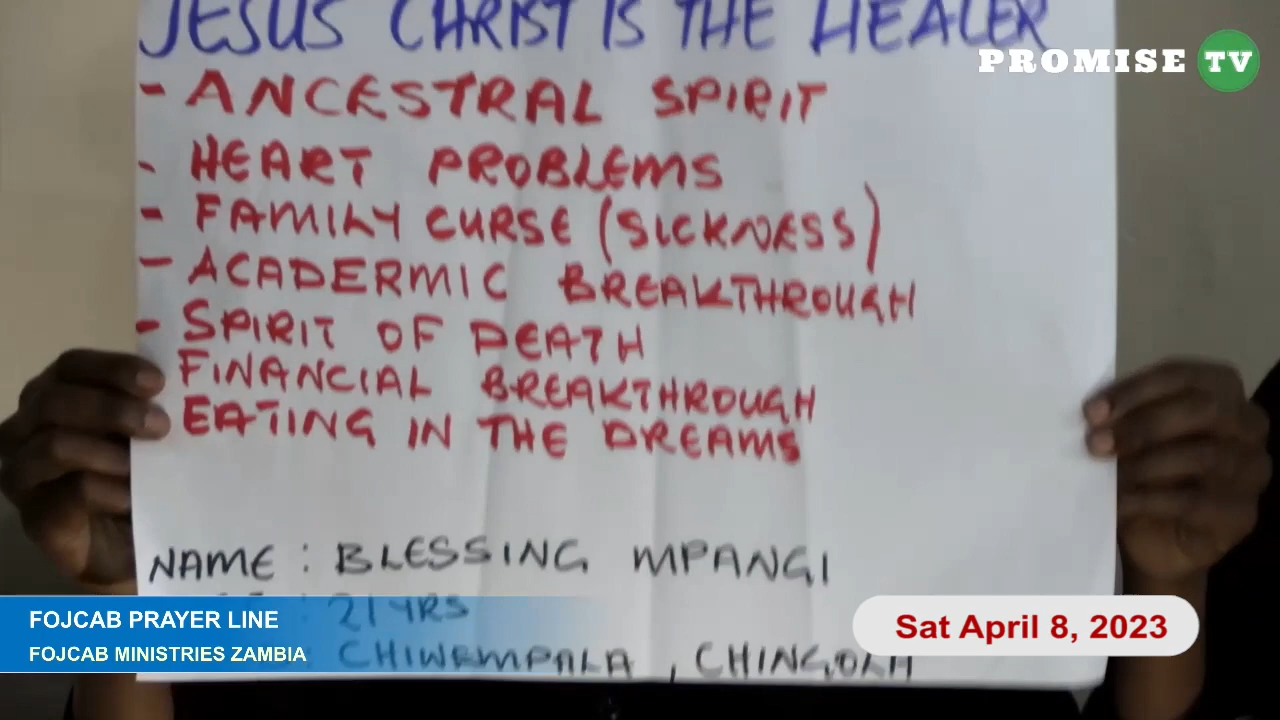 JESUS CHRIST IS THE HEALER
PROMISE TV
- ANCESTRAL SPIRIT
- HEART PROBLEMS
- FAMILY CURSE (SICKNESS)
- ACADERMIC BREAKTHROUGH
- SPIRIT OF DEATH
FINANCIAL BREAKTHROUGH
EATING IN THE DREAMS
NAME : BLESSING MPANGI
: 21 YRS
CHIWEMPALA , CHINGOLA
FOJCAB PRAYER LINE
FOJCAB MINISTRIES ZAMBIA
Sat April 8, 2023